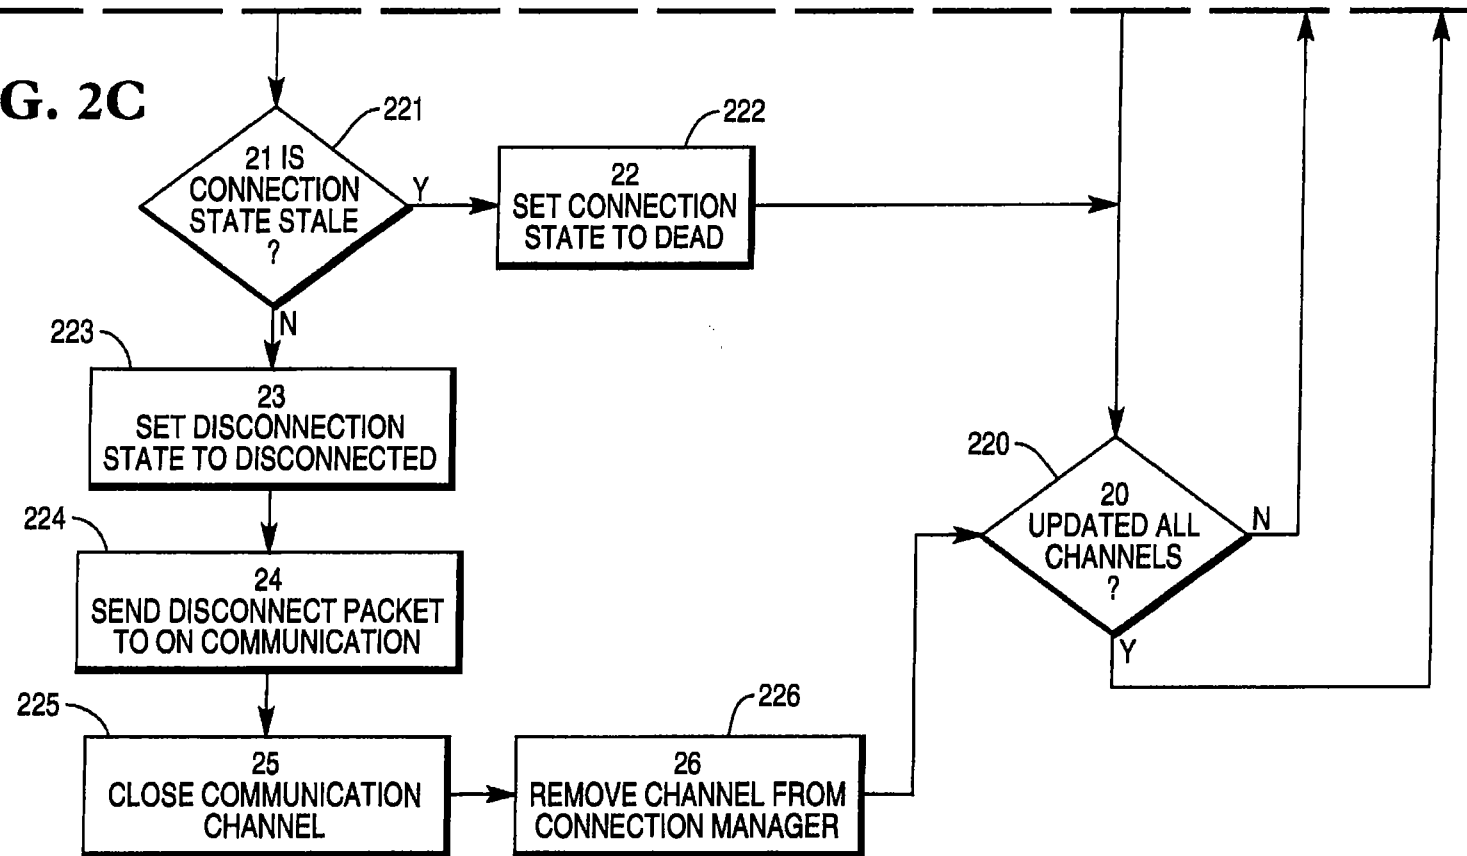 G. 2C
221
21 IS
CONNECTION
STATE STALE
?
Y
222
22
SET CONNECTION
STATE TO DEAD
N
223
23
SET DISCONNECTION
STATE TO DISCONNECTED
224
24
SEND DISCONNECT PACKET
TO ON COMMUNICATION
225
25
CLOSE COMMUNICATION
CHANNEL
226
26
REMOVE CHANNEL FROM
CONNECTION MANAGER
220
20
UPDATED ALL
CHANNELS
?
N
Y